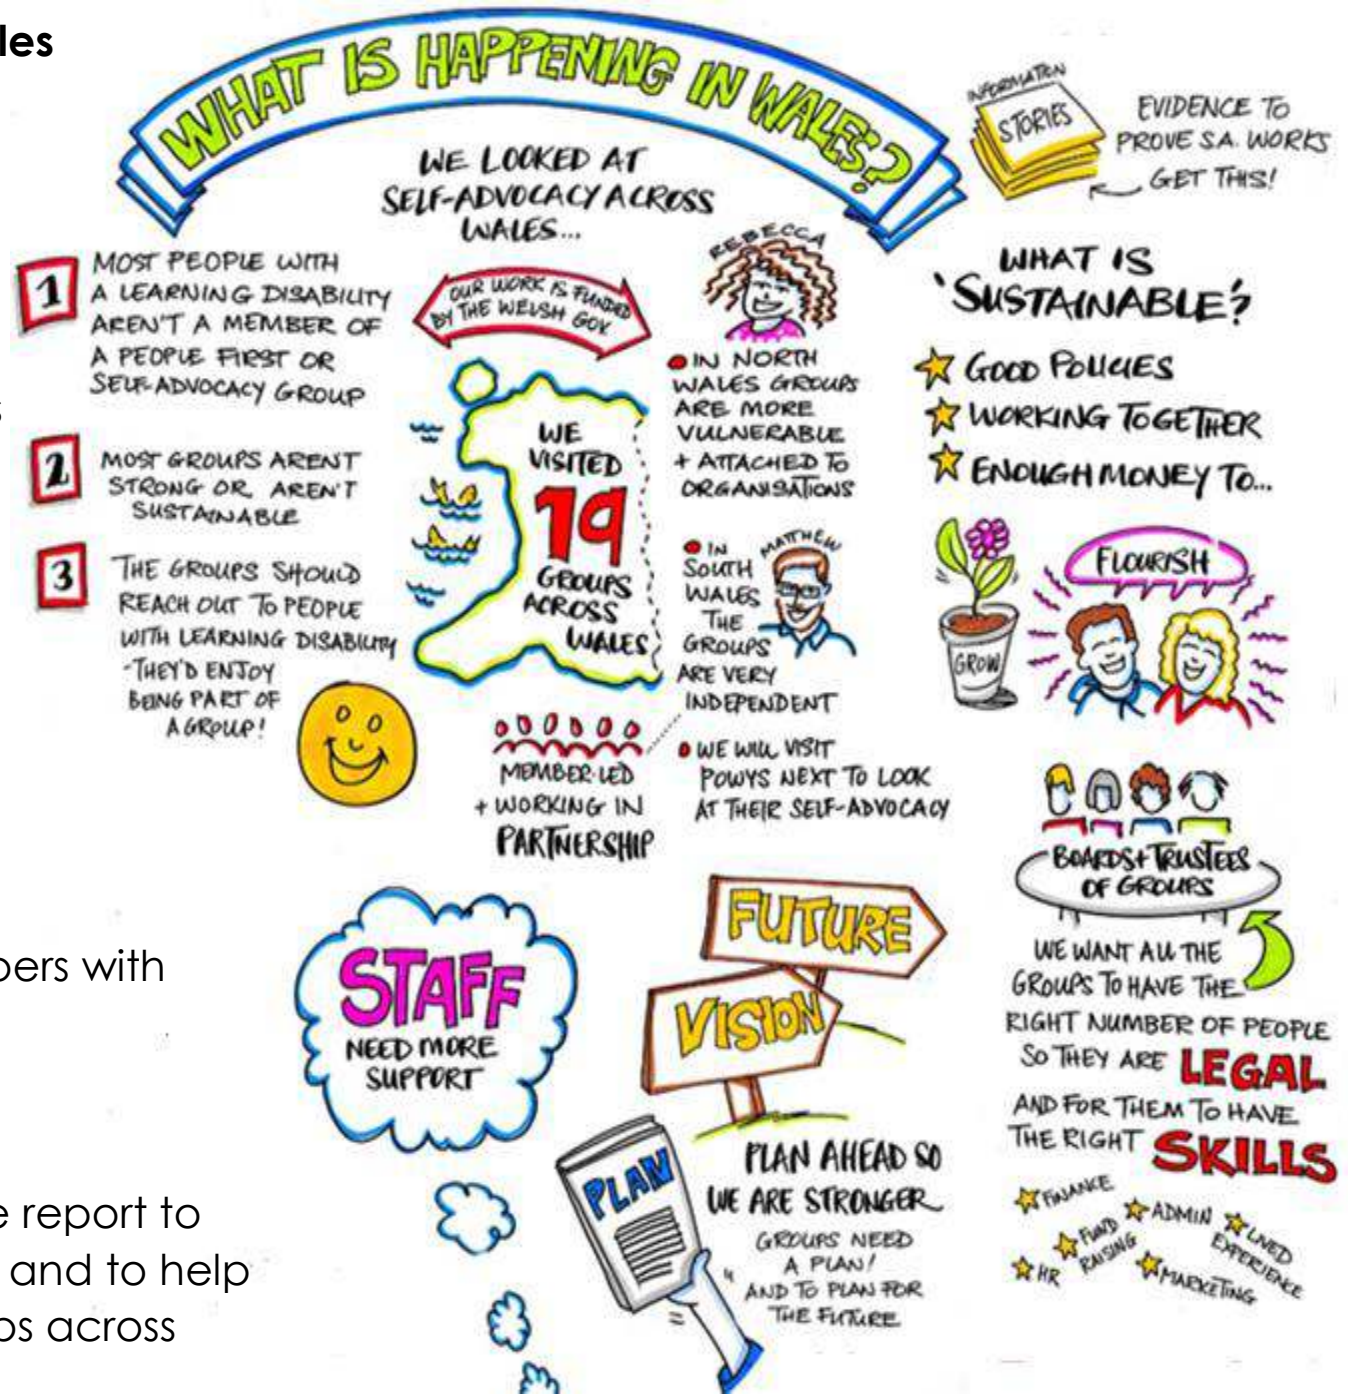 les
WHAT IS HAPPENING IN WALES?
INFORMATION
STORIES
EVIDENCE TO
PROVE S.A. WORKS
GET THIS!
WE LOOKED AT
SELF-ADVOCACY ACROSS
WALES...
1
MOST PEOPLE WITH
A LEARNING DISABILITY
AREN'T A MEMBER OF
A PEOPLE FIRST OR
SELF-ADVOCACY GROUP
s
2
MOST GROUPS AREN'T
STRONG OR AREN'T
SUSTAINABLE
3
THE GROUPS SHOULD
REACH OUT TO PEOPLE
WITH LEARNING DISABILITY
-THEY'D ENJOY
BEING PART OF
A GROUP!
OUR WORK IS FUNDED
BY THE WELSH GOV.
WE
VISITED
19
GROUPS
ACROSS
WALES
MEMBER-LED
+ WORKING IN
PARTNERSHIP
REBECCA
IN NORTH
WALES GROUPS
ARE MORE
VULNERABLE
+ ATTACHED TO
ORGANISATIONS
MATTHEW
IN
SOUTH
WALES
THE
GROUPS
ARE VERY
INDEPENDENT
WE WILL VISIT
POWYS NEXT TO LOOK
AT THEIR SELF-ADVOCACY
WHAT IS
'SUSTAINABLE'?
GOOD POLICIES
WORKING TOGETHER
ENOUGH MONEY TO...
GROW
FLOURISH
BOARDS + TRUSTEES
OF GROUPS
WE WANT ALL THE
GROUPS TO HAVE THE
RIGHT NUMBER OF PEOPLE
SO THEY ARE LEGAL
AND FOR THEM TO HAVE
THE RIGHT SKILLS
FINANCE
ADMIN
LIVED
EXPERIENCE
FUND
RAISING
HR
MARKETING
STAFF
NEED MORE
SUPPORT
FUTURE
VISION
PLAN
PLAN AHEAD SO
WE ARE STRONGER
GROUPS NEED
A PLAN!
AND TO PLAN FOR
THE FUTURE
bers with
e report to
and to help
ps across